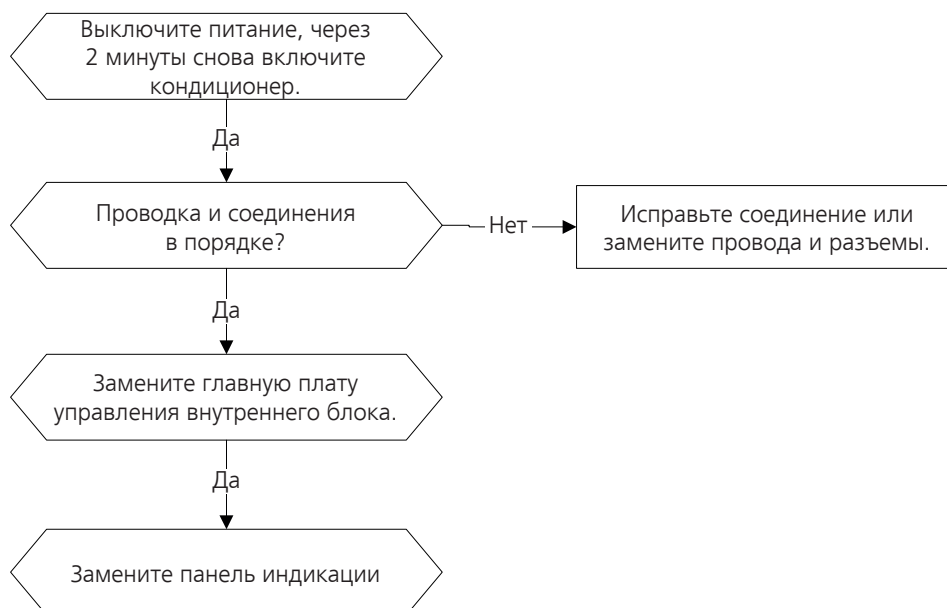 Выключите питание, через
2 минуты снова включите
кондиционер.
Да
Проводка и соединения
в порядке?
Нет
Исправьте соединение или
замените провода и разъемы.
Да
Замените главную плату
управления внутреннего блока.
Да
Замените панель индикации